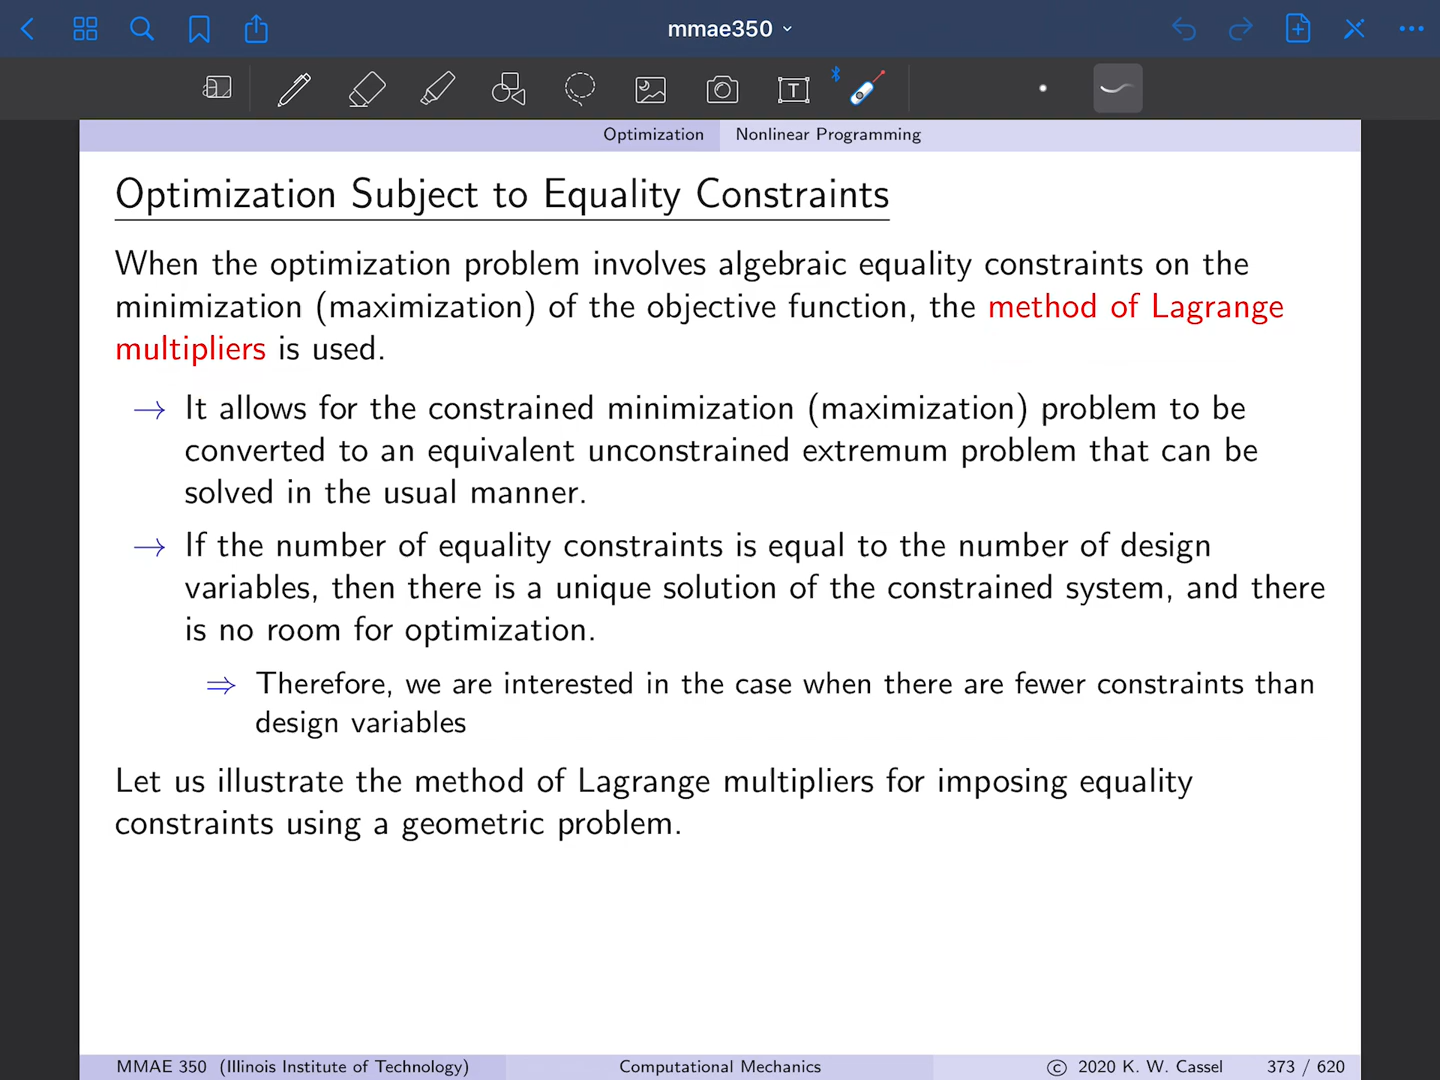 mmae350
T
Optimization
Nonlinear Programming
Optimization Subject to Equality Constraints
When the optimization problem involves algebraic equality constraints on the
minimization (maximization) of the objective function, the method of Lagrange
multipliers is used.
→ It allows for the constrained minimization (maximization) problem to be
converted to an equivalent unconstrained extremum problem that can be
solved in the usual manner.
→ If the number of equality constraints is equal to the number of design
variables, then there is a unique solution of the constrained system, and there
is no room for optimization.
⇒ Therefore, we are interested in the case when there are fewer constraints than
design variables
Let us illustrate the method of Lagrange multipliers for imposing equality
constraints using a geometric problem.
MMAE 350 (Illinois Institute of Technology)
Computational Mechanics
© 2020 K. W. Cassel
373 / 620